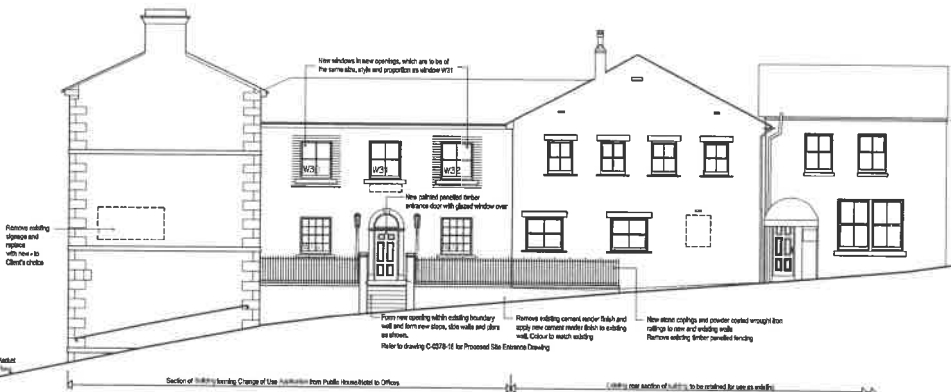 New windows in new openings, which are to be of
the same size, style and proportion as window W31
W30
W31
W32
New painted panelled timber
entrance door with glazed window over
Remove existing
signage and
replace
with new - to
Client's choice
Form new opening within existing boundary
wall and form new steps, side walls and piers
as shown.
Refer to drawing C-0378-16 for Proposed Site Entrance Drawing
Remove existing cement render finish and
apply new cement render finish to existing
wall. Colour to match existing
New stone copings and powder coated wrought iron
railings to new and existing walls
Remove existing timber panelled fencing
Section of Building forming Change of Use Application from Public House/Hotel to Offices
Existing rear section of building to be retained for use as existing